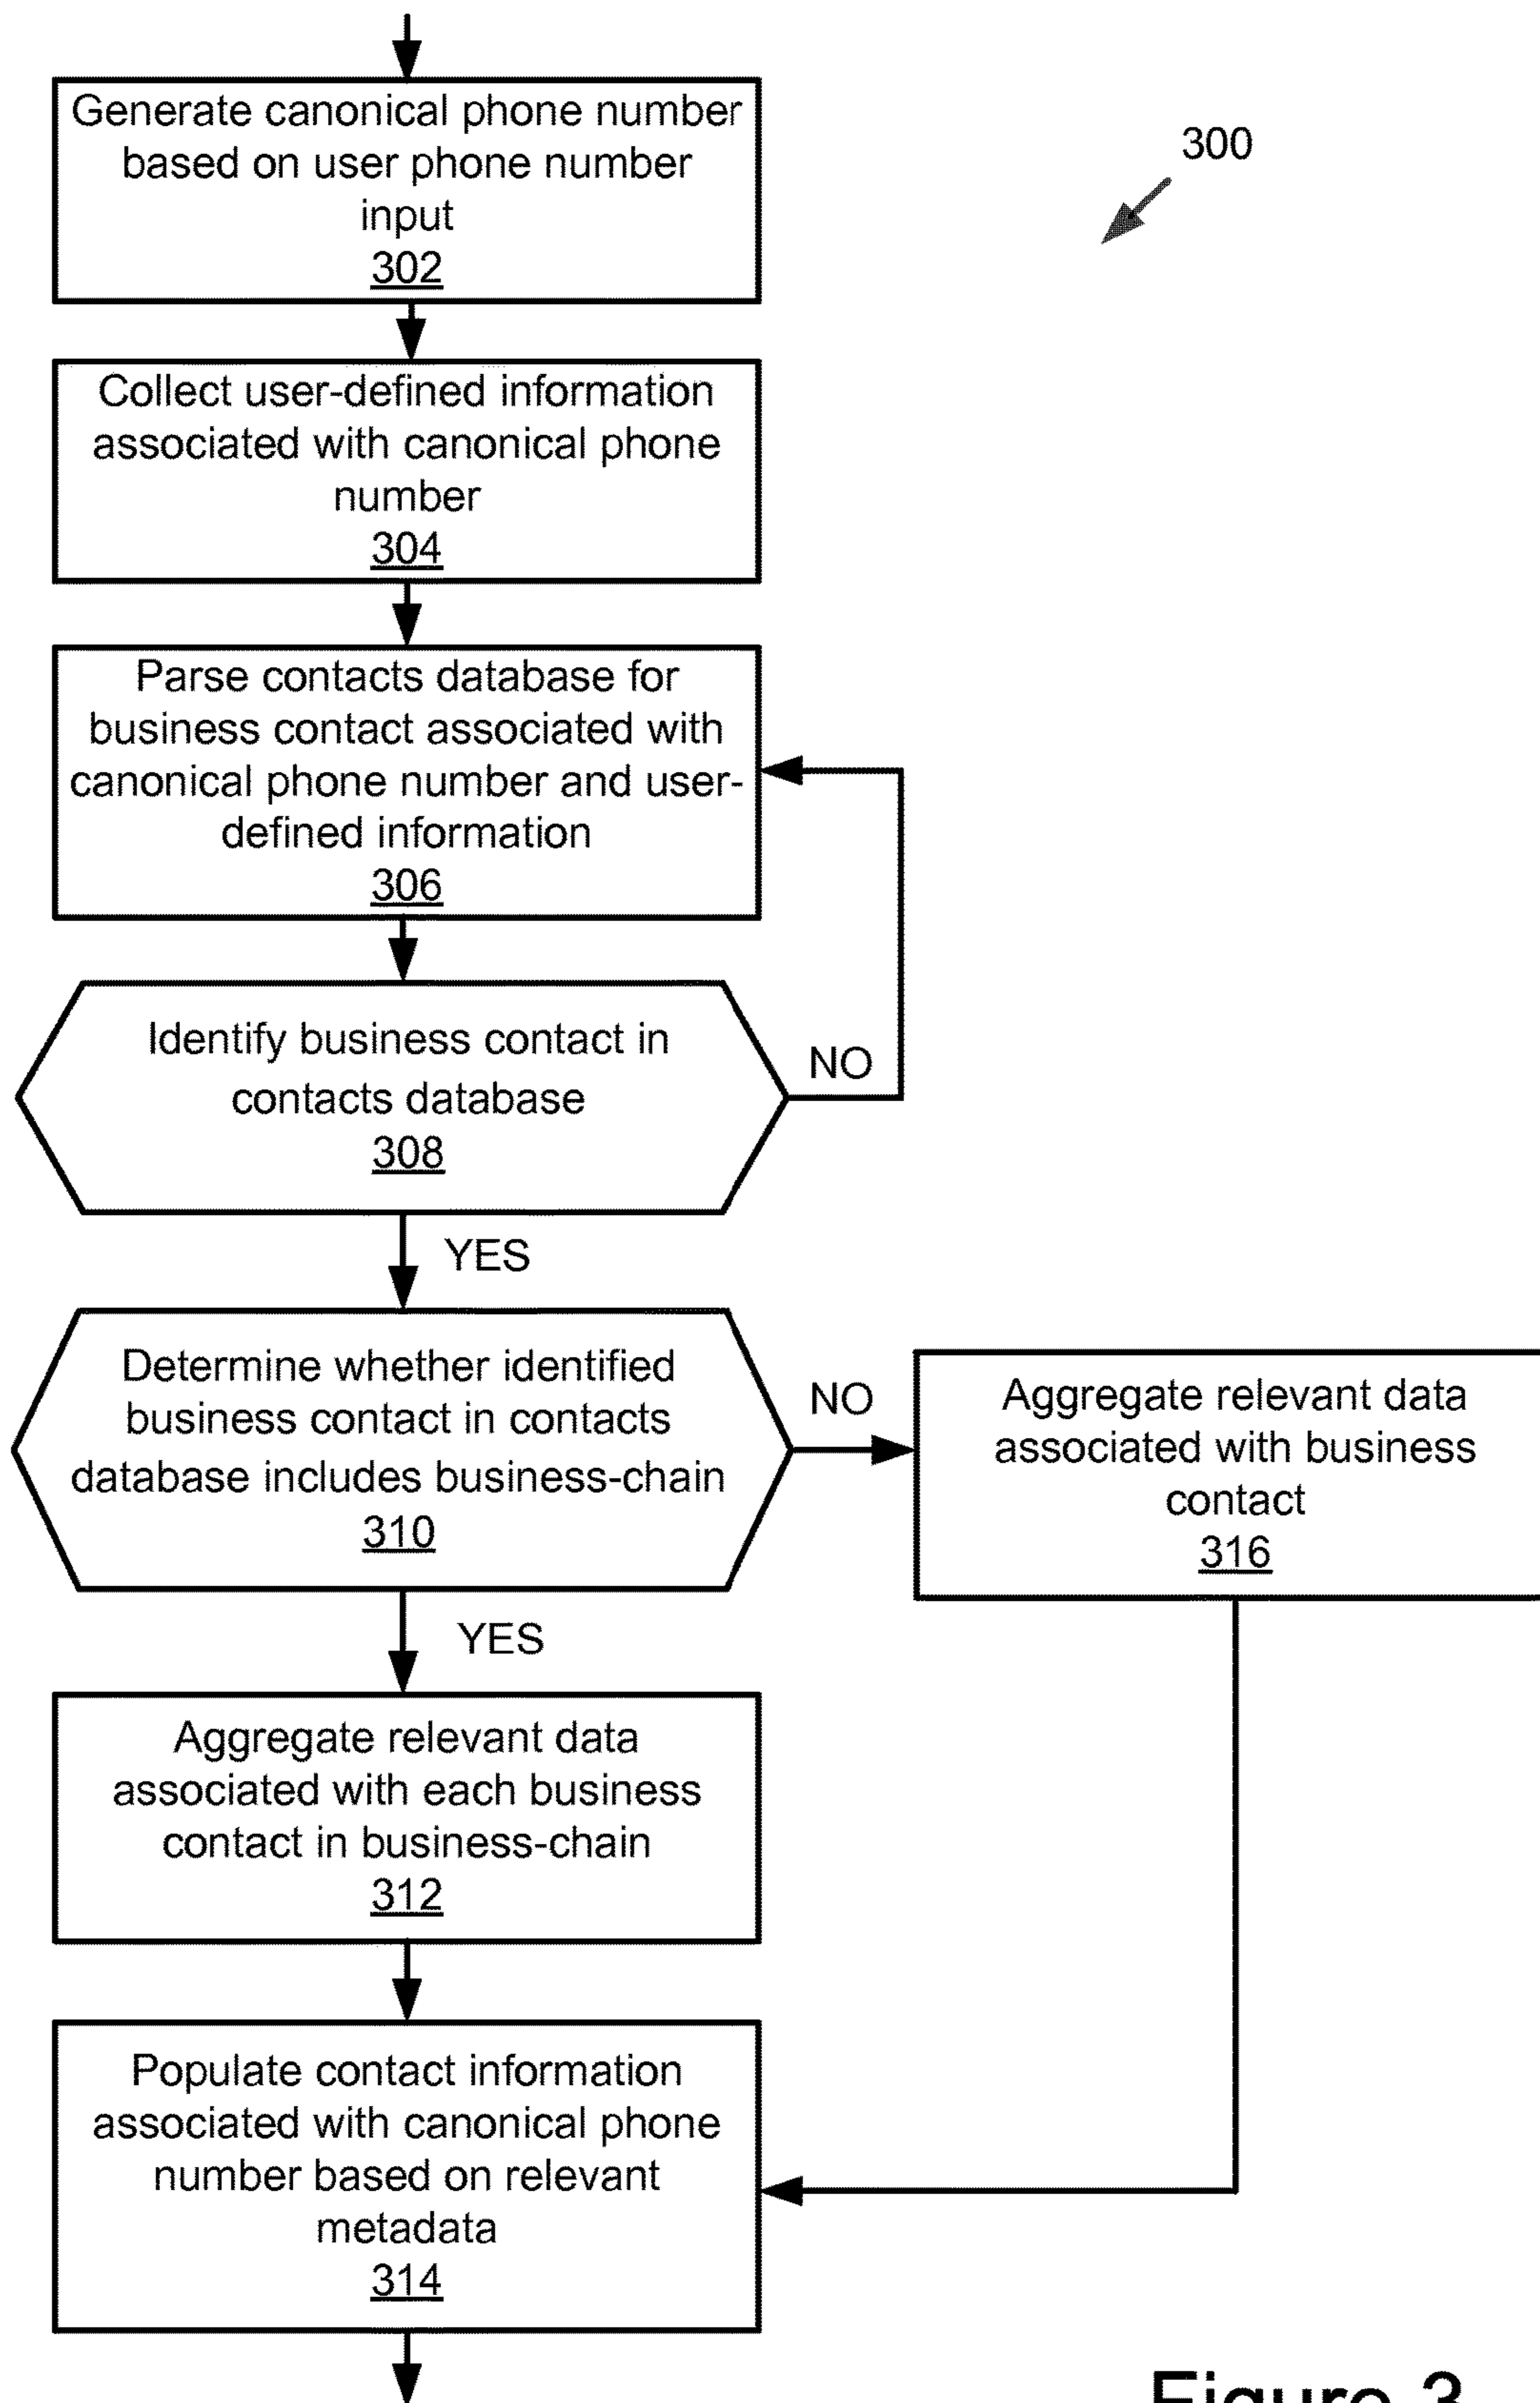 Generate canonical phone number
based on user phone number
input
302
300
Collect user-defined information
associated with canonical phone
number
304
Parse contacts database for
business contact associated with
canonical phone number and user-
defined information
306
Identify business contact in
contacts database
308
NO
YES
Determine whether identified
business contact in contacts
database includes business-chain
310
NO
Aggregate relevant data
associated with business
contact
316
YES
Aggregate relevant data
associated with each business
contact in business-chain
312
Populate contact information
associated with canonical phone
number based on relevant
metadata
314
Figure 3